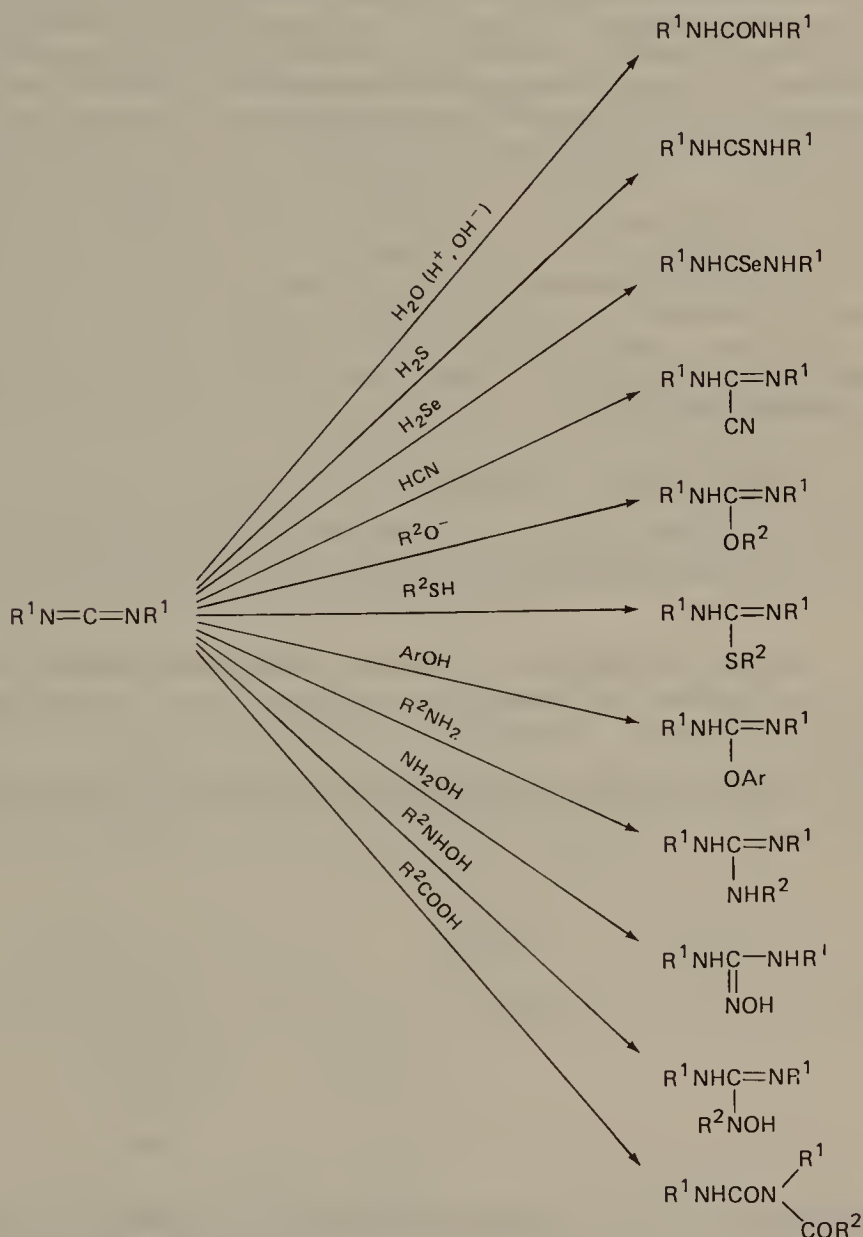 R¹NHCONHR¹
R¹NHCSNHR¹
R¹NHCSeNHR¹
R¹NHC=NR¹
CN
R¹NHC=NR¹
OR²
R¹NHC=NR¹
SR²
R¹NHC=NR¹
OAr
R¹NHC=NR¹
NHR²
R¹NHC—NHR¹
NOH
R¹NHC=NR¹
R²NOH
R¹
R¹NHCON
COR²
R¹N=C=NR¹
H₂O (H⁺, OH⁻)
H₂S
H₂Se
HCN
R²O⁻
R²SH
ArOH
R²NH₂
NH₂OH
R²NHOH
R²COOH